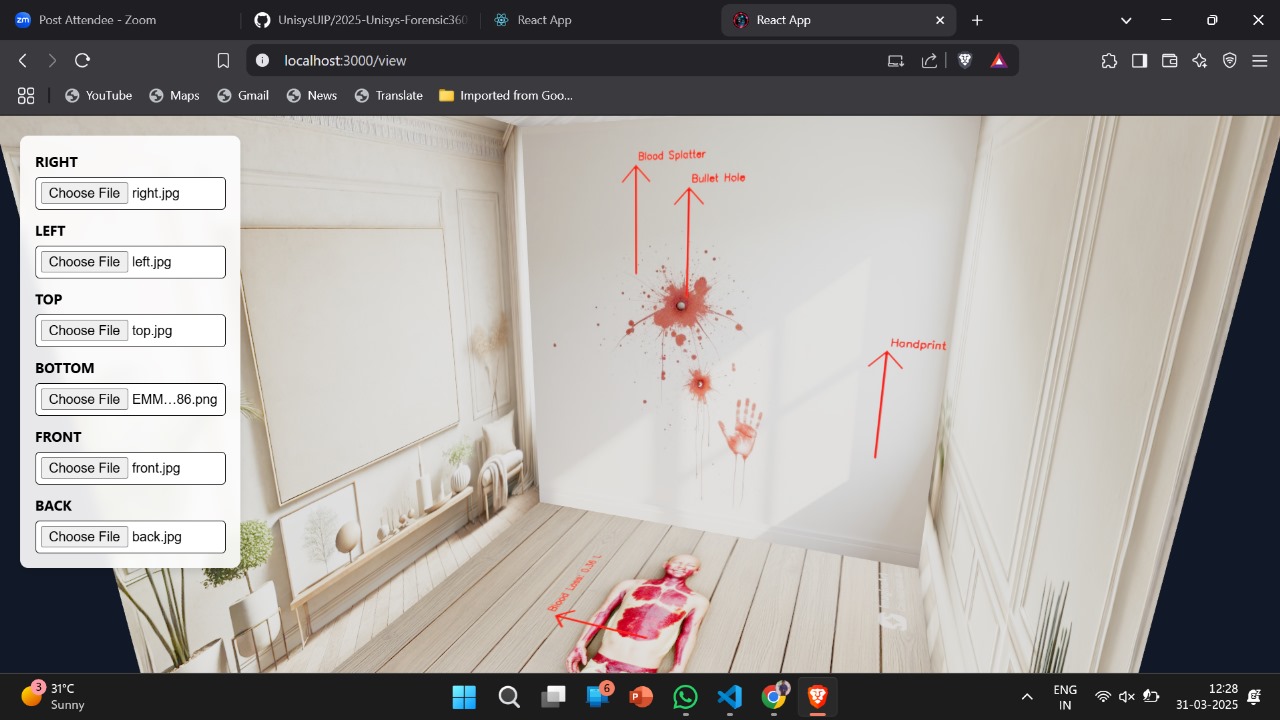 Post Attendee - Zoom
UnisysUIP/2025-Unisys-Forensic360
React App
React App
localhost:3000/view
YouTube
Maps
Gmail
News
Translate
Imported from Goo...
RIGHT
Choose File right.jpg
LEFT
Choose File left.jpg
TOP
Choose File top.jpg
BOTTOM
Choose File EMM...86.png
FRONT
Choose File front.jpg
BACK
Choose File back.jpg
Blood Splatter
Bullet Hole
Handprint
3
31°C
Sunny
6
ENG
IN
12:28
31-03-2025